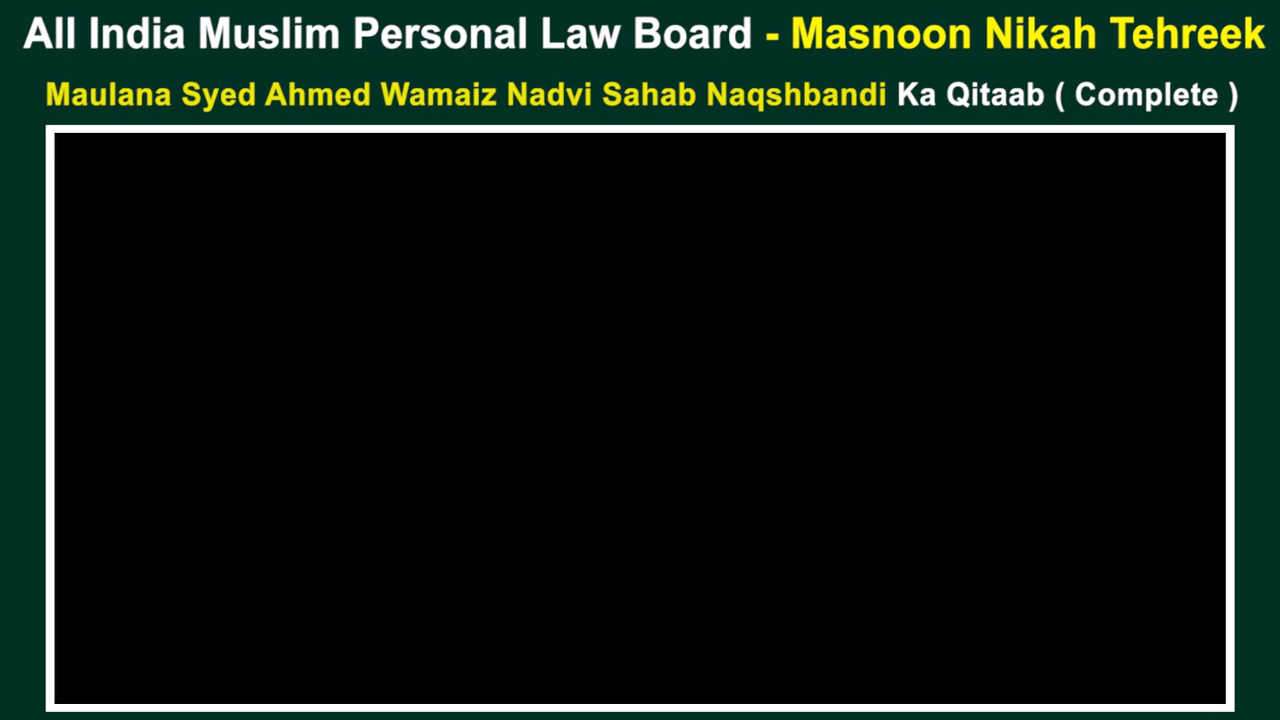 All India Muslim Personal Law Board - Masnoon Nikah Tehreek
Maulana Syed Ahmed Wamaiz Nadvi Sahab Naqshbandi Ka Qitaab ( Complete )